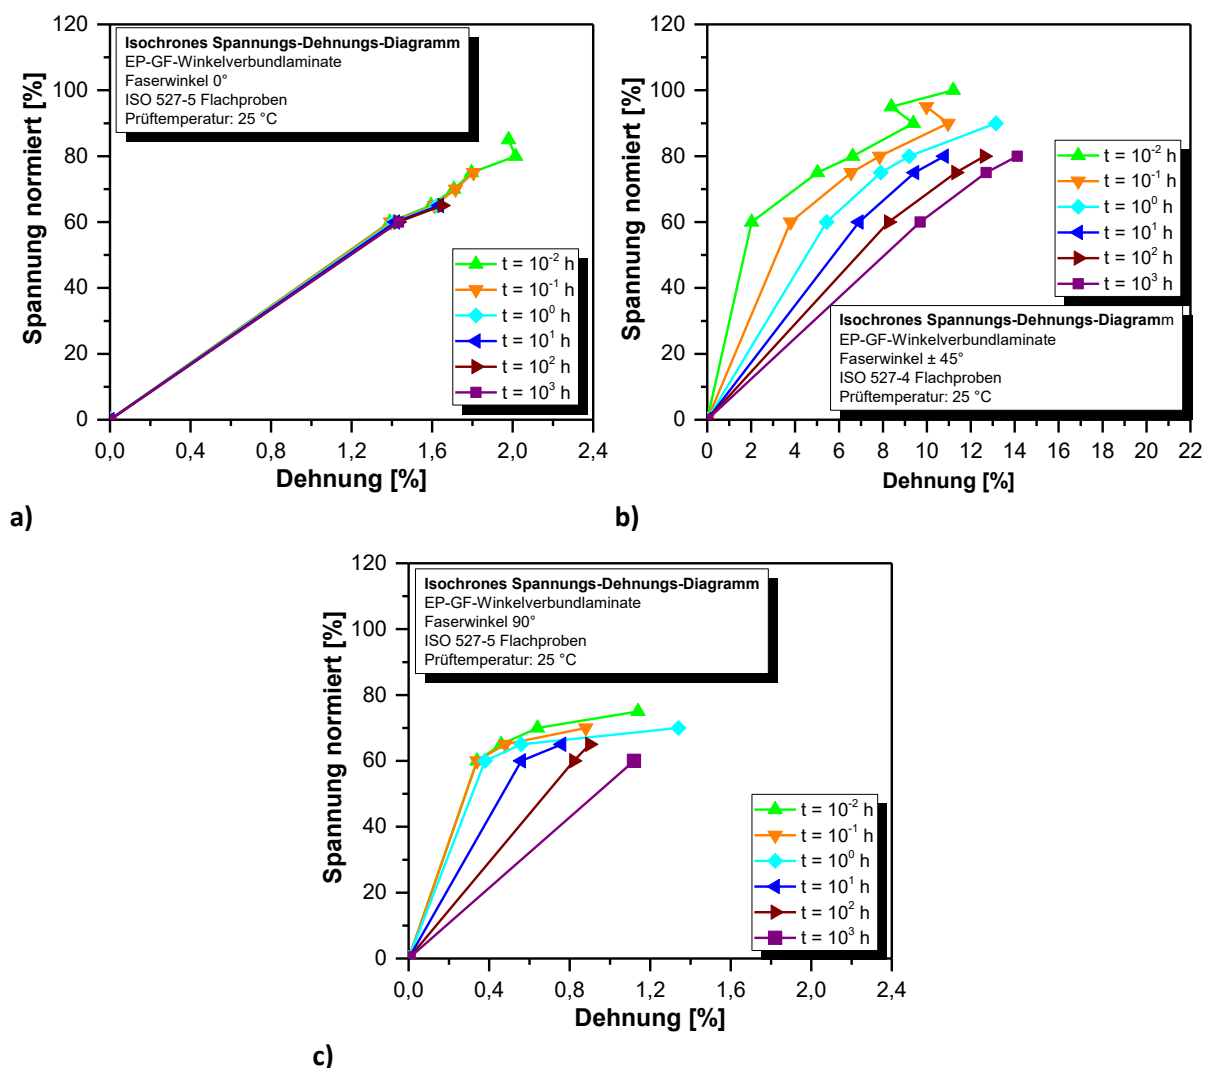 120
100
80
60
40
20
0
Spannung normiert [%]
Isochrones Spannungs-Dehnungs-Diagramm
EP-GF-Winkelverbundlaminate
Faserwinkel 0°
ISO 527-5 Flachproben
Prüftemperatur: 25 °C
t = 10⁻² h
t = 10⁻¹ h
t = 10⁰ h
t = 10¹ h
t = 10² h
t = 10³ h
0,0 0,4 0,8 1,2 1,6 2,0 2,4
Dehnung [%]
a)
120
100
80
60
40
20
0
Spannung nomiert [%]
t = 10⁻² h
t = 10⁻¹ h
t = 10⁰ h
t = 10¹ h
t = 10² h
t = 10³ h
Isochrones Spannungs-Dehnungs-Diagramm
EP-GF-Winkelverbundlaminate
Faserwinkel ± 45°
ISO 527-4 Flachproben
Prüftemperatur: 25 °C
0 2 4 6 8 10 12 14 16 18 20 22
Dehnung [%]
b)
120
100
80
60
40
20
0
Spannung normiert [%]
Isochrones Spannungs-Dehnungs-Diagramm
EP-GF-Winkelverbundlaminate
Faserwinkel 90°
ISO 527-5 Flachproben
Prüftemperatur: 25 °C
t = 10⁻² h
t = 10⁻¹ h
t = 10⁰ h
t = 10¹ h
t = 10² h
t = 10³ h
0,0 0,4 0,8 1,2 1,6 2,0 2,4
Dehnung [%]
c)